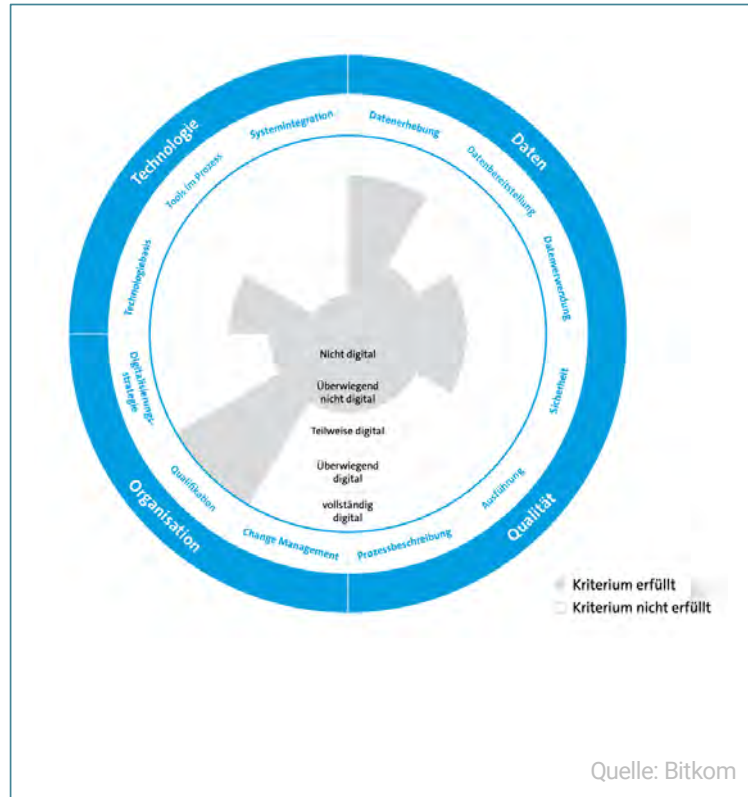 Technologie
Daten
Systemintegration
Datenerhebung
Tools im Prozess
Datenbereitstellung
Technologiebasis
Datenverwendung
Nicht digital
Überwiegend
nicht digital
Teilweise digital
Überwiegend
digital
vollständig
digital
Digitalisierungs-
strategie
Sicherheit
Qualifikation
Ausführung
Change Management
Prozessbeschreibung
Organisation
Qualität
Kriterium erfüllt
Kriterium nicht erfüllt
Quelle: Bitkom